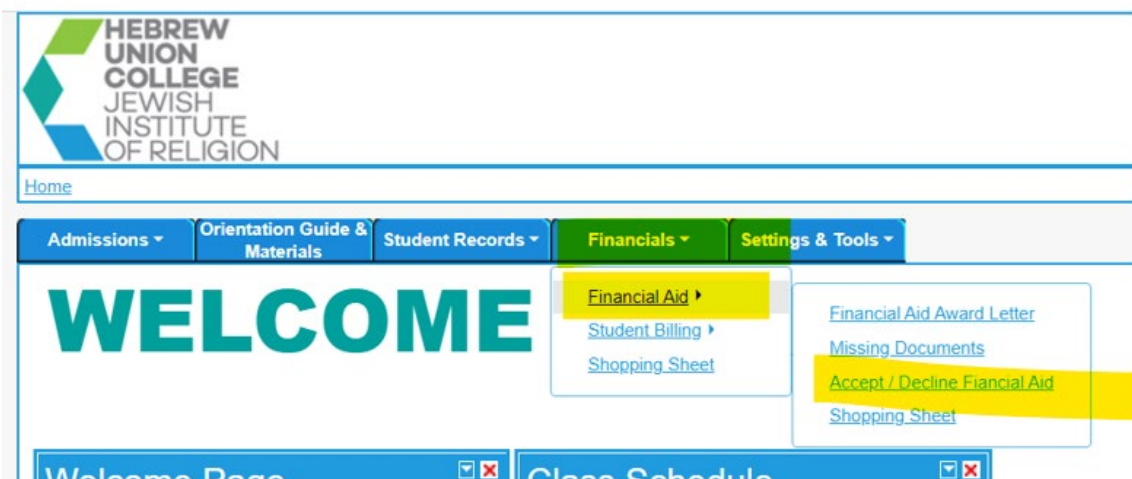 HEBREW
UNION
COLLEGE
JEWISH
INSTITUTE
OF RELIGION
Home
Admissions
Orientation Guide &
Materials
Student Records
Financials
Settings & Tools
WELCOME
Financial Aid
Student Billing
Shopping Sheet
Financial Aid Award Letter
Missing Documents
Accept / Decline Fiancial Aid
Shopping Sheet
Welcome Page
Class Schedule